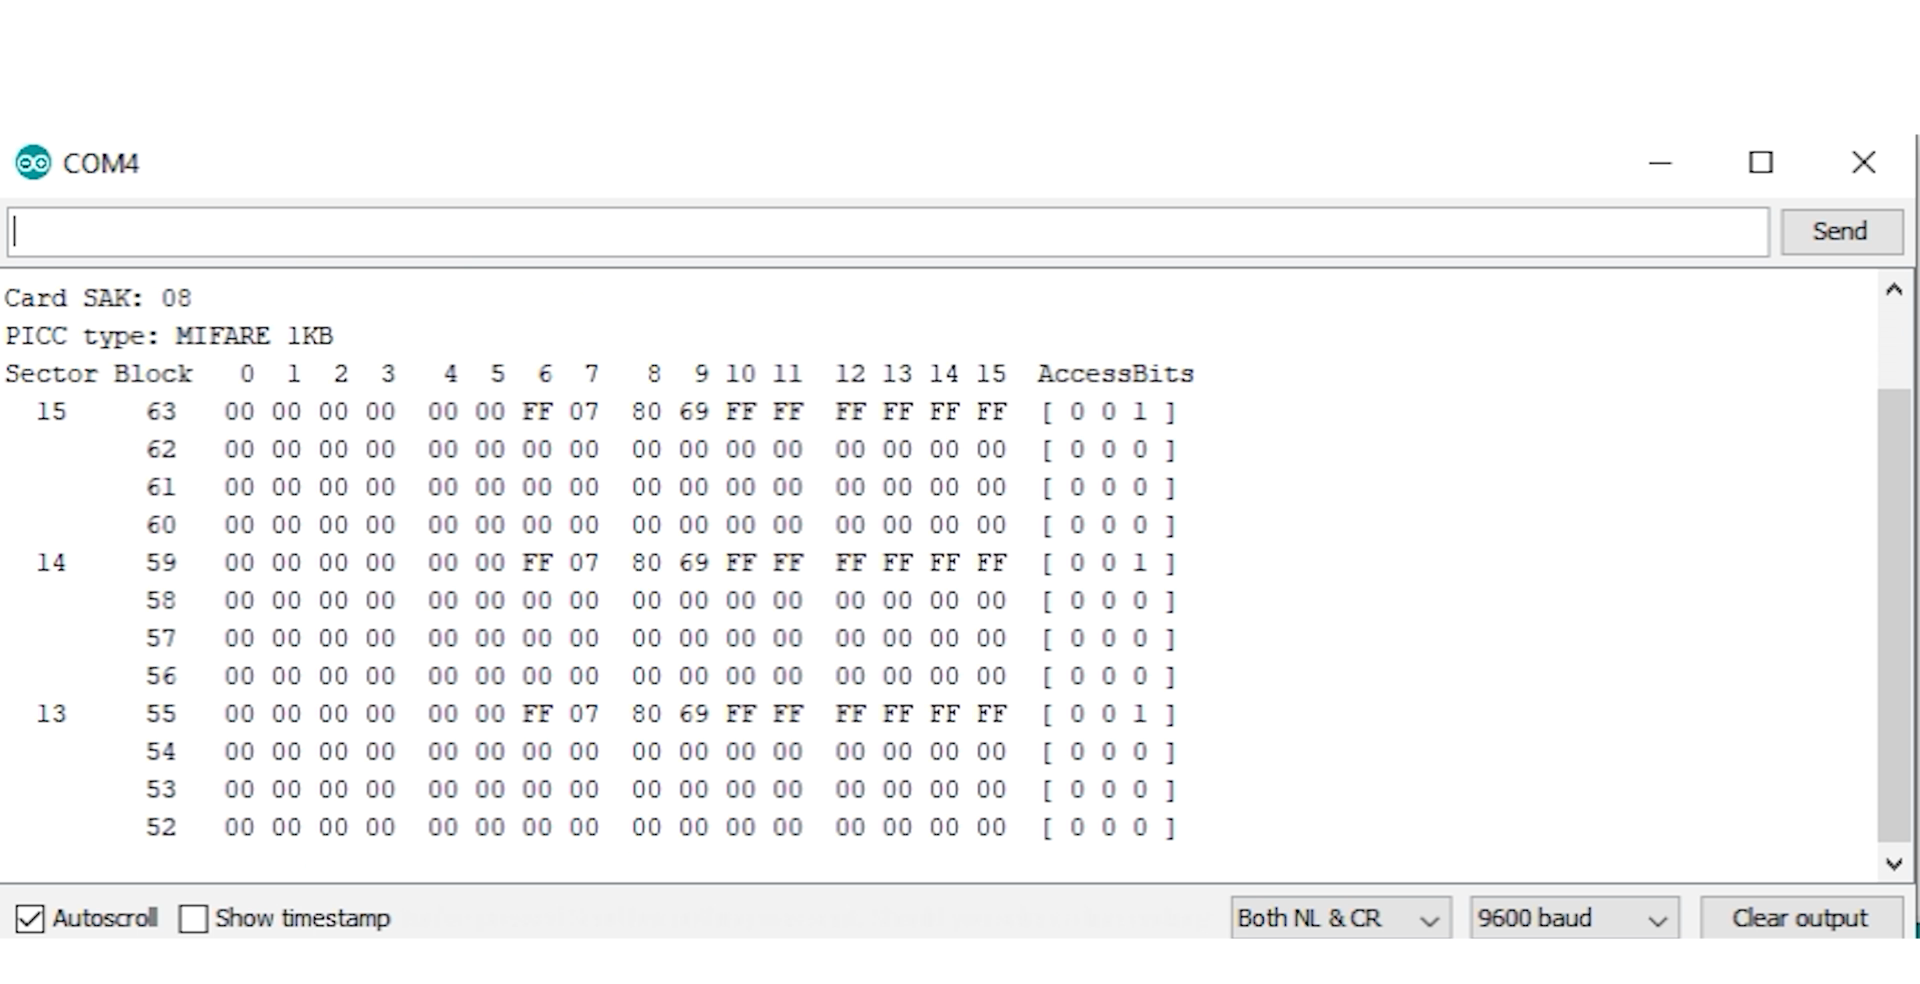 COM4
Send
Card SAK: 08
PICC type: MIFARE 1KB
Sector Block 0 1 2 3 4 5 6 7 8 9 10 11 12 13 14 15 AccessBits
15 63 00 00 00 00 00 00 FF 07 80 69 FF FF FF FF FF FF [ 0 0 1 ]
62 00 00 00 00 00 00 00 00 00 00 00 00 00 00 00 00 [ 0 0 0 ]
61 00 00 00 00 00 00 00 00 00 00 00 00 00 00 00 00 [ 0 0 0 ]
60 00 00 00 00 00 00 00 00 00 00 00 00 00 00 00 00 [ 0 0 0 ]
14 59 00 00 00 00 00 00 FF 07 80 69 FF FF FF FF FF FF [ 0 0 1 ]
58 00 00 00 00 00 00 00 00 00 00 00 00 00 00 00 00 [ 0 0 0 ]
57 00 00 00 00 00 00 00 00 00 00 00 00 00 00 00 00 [ 0 0 0 ]
56 00 00 00 00 00 00 00 00 00 00 00 00 00 00 00 00 [ 0 0 0 ]
13 55 00 00 00 00 00 00 FF 07 80 69 FF FF FF FF FF FF [ 0 0 1 ]
54 00 00 00 00 00 00 00 00 00 00 00 00 00 00 00 00 [ 0 0 0 ]
53 00 00 00 00 00 00 00 00 00 00 00 00 00 00 00 00 [ 0 0 0 ]
52 00 00 00 00 00 00 00 00 00 00 00 00 00 00 00 00 [ 0 0 0 ]
Autoscroll Show timestamp Both NL & CR 9600 baud Clear output